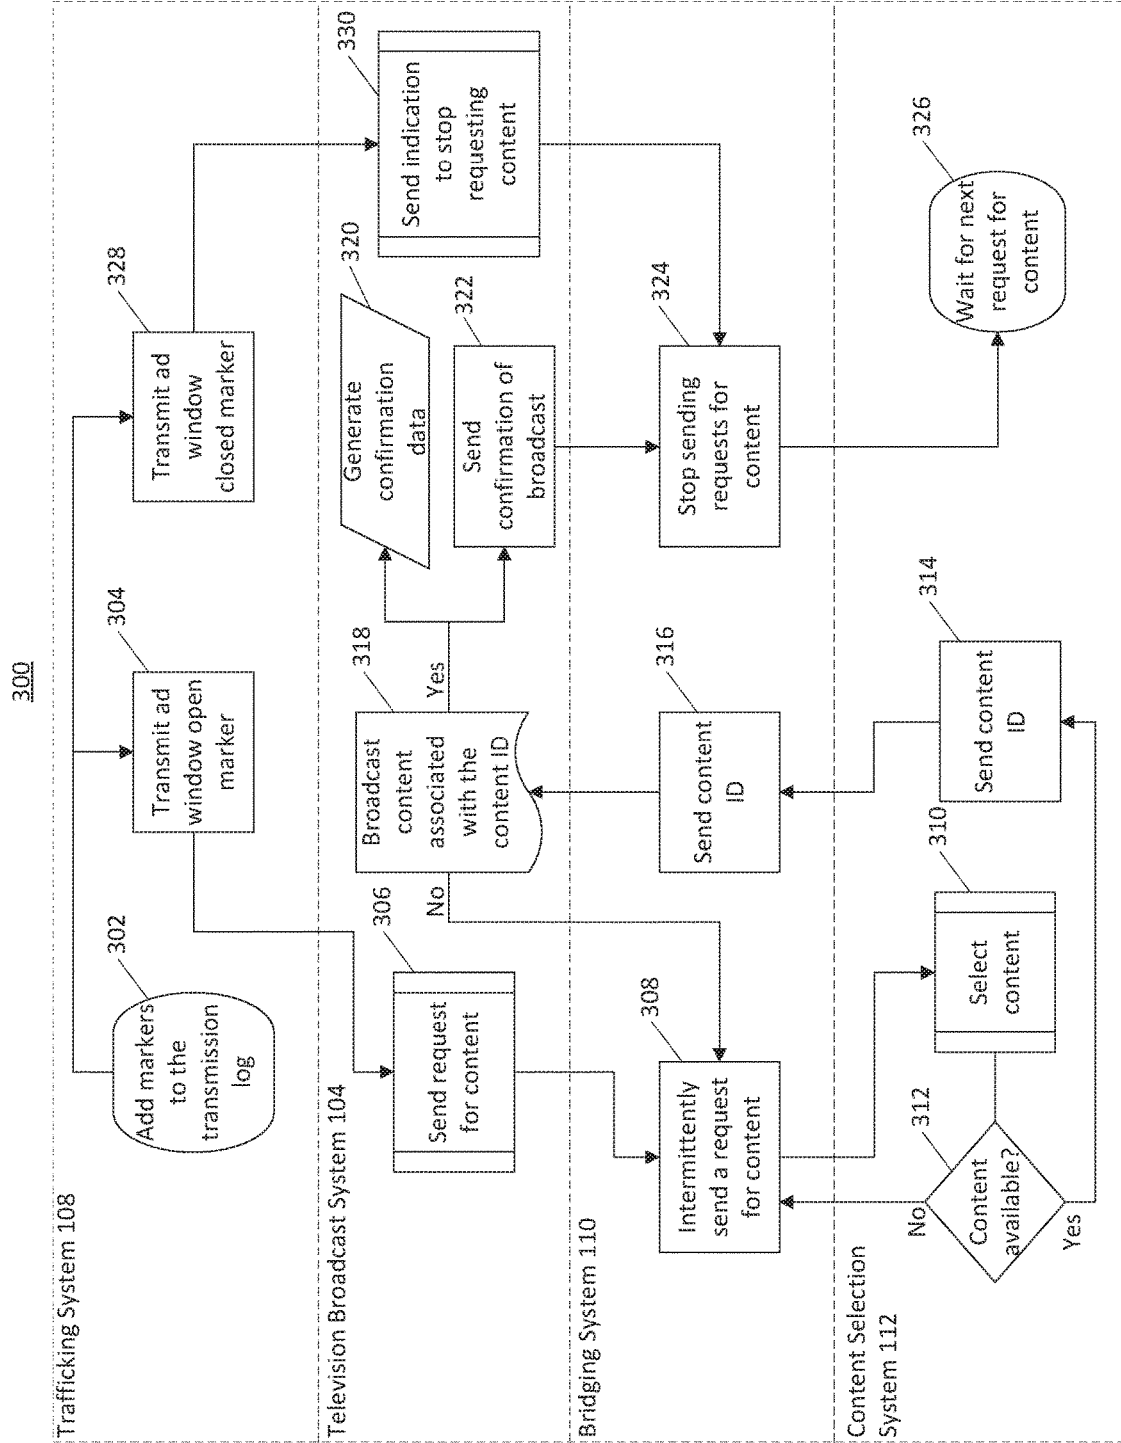 300
Trafficking System 108
302
Add markers
to the
transmission
log
304
Transmit ad
window open
marker
328
Transmit ad
window
closed marker
Television Broadcast System 104
306
Send request
for content
No
318
Broadcast
content
associated
with the
content ID
Yes
320
Generate
confirmation
data
322
Send
confirmation of
broadcast
330
Send indication
to stop
requesting
content
Bridging System 110
308
Intermittently
send a request
for content
316
Send content
ID
324
Stop sending
requests for
content
Content Selection
System 112
No
312
Content
available?
Yes
310
Select
content
314
Send content
ID
326
Wait for next
request for
content